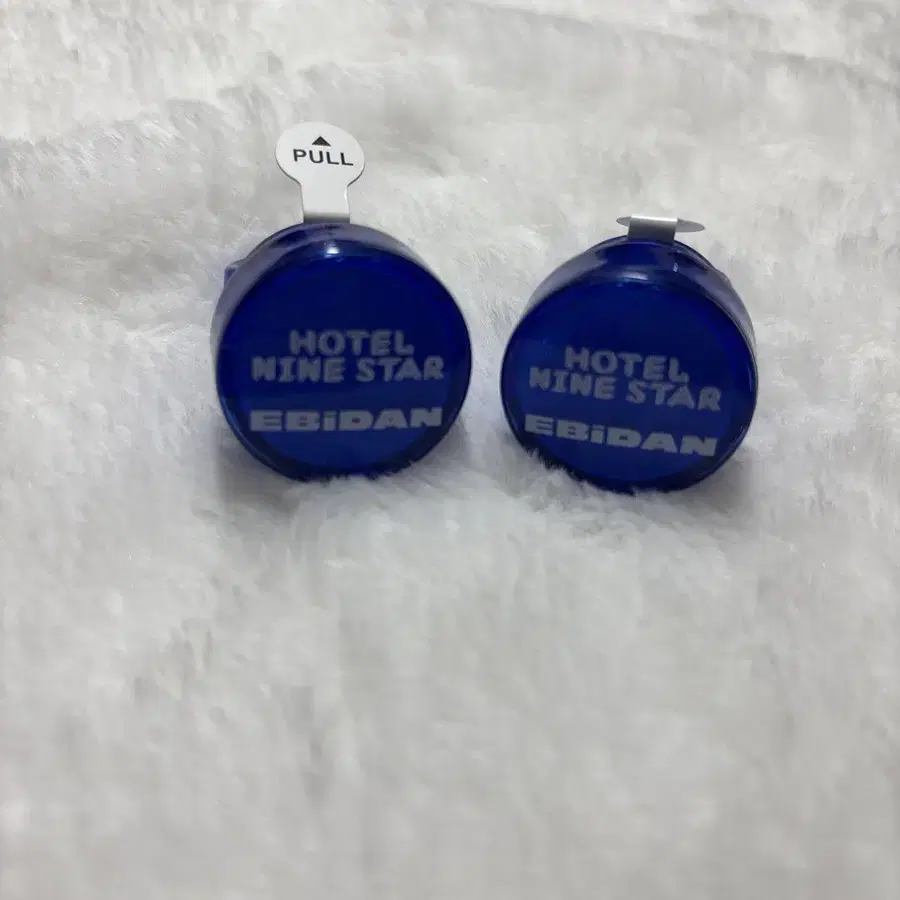 PULL
HOTEL
NINE STAR
EBiDAN
HOTEL
NINE STAR
EBiDAN